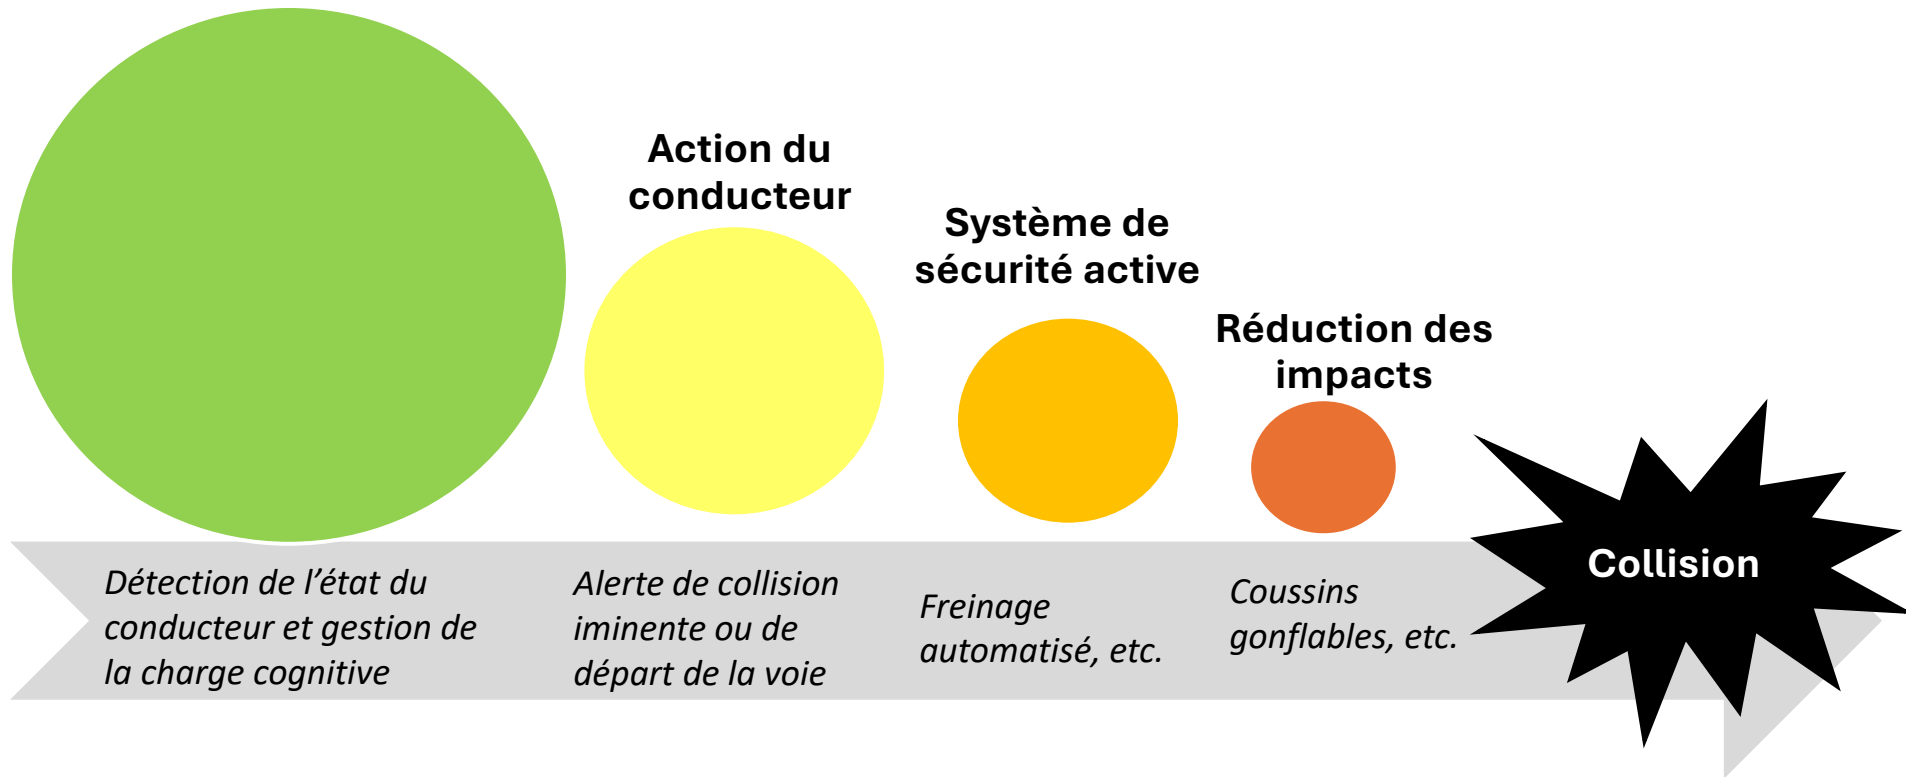 Action du
conducteur
Système de
sécurité active
Réduction des
impacts
Collision
Détection de l’état du
conducteur et gestion de
la charge cognitive
Alerte de collision
iminente ou de
départ de la voie
Freinage
automatisé, etc.
Coussins
gonflables, etc.